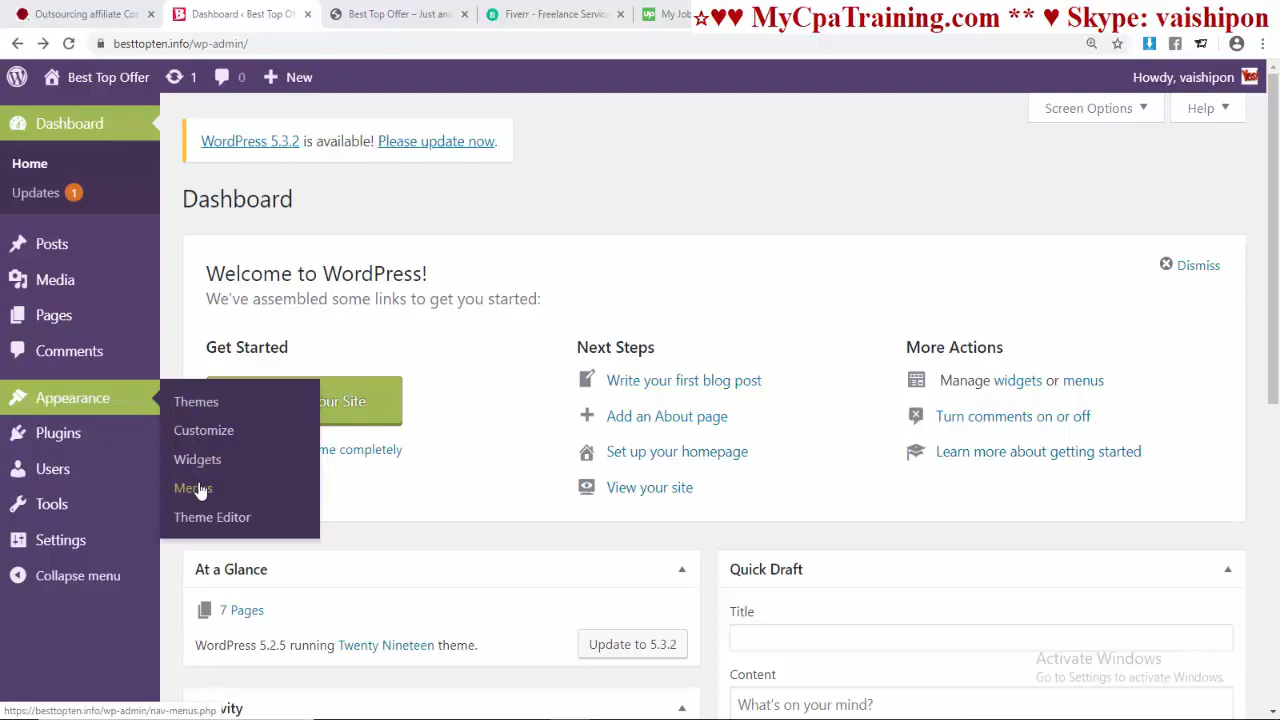 ☆♥♥ MyCpaTraining.com ** ♥ Skype: vaishipon
Outsourcing affiliate Co
Dashboard ‹ Best Top Of
Best Top Offer – Just an
Fiverr - Freelance Servic
My Jo
besttopten.info/wp-admin/
Best Top Offer
1
0
New
Howdy, vaishipon
Dashboard
Home
Updates 1
Posts
Media
Pages
Comments
Appearance
Plugins
Users
Tools
Settings
Collapse menu
Themes
Customize
Widgets
Menus
Theme Editor
Screen Options
Help
WordPress 5.3.2 is available! Please update now.
Dashboard
Welcome to WordPress!
We've assembled some links to get you started:
Dismiss
Get Started
our Site
me completely
Next Steps
Write your first blog post
Add an About page
Set up your homepage
View your site
More Actions
Manage widgets or menus
Turn comments on or off
Learn more about getting started
At a Glance
7 Pages
WordPress 5.2.5 running Twenty Nineteen theme.
Update to 5.3.2
Quick Draft
Title
Content
What's on your mind?
Activate Windows
Go to Settings to activate Windows.
vity
https://besttopten.info/wp-admin/nav-menus.php